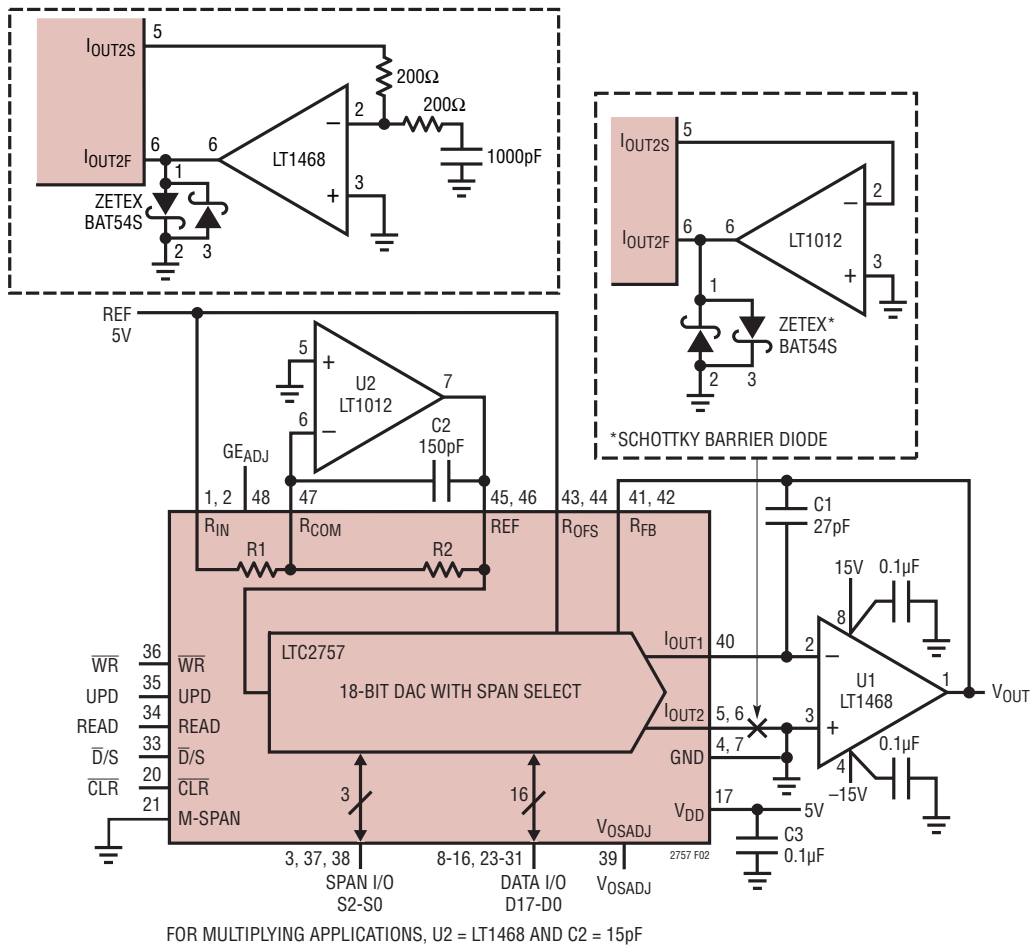 5
IOUT2S
200Ω
200Ω
2
−
LT1468
1000pF
6
6
IOUT2F
1
3
+
ZETEX
BAT54S
2
3
5
IOUT2S
2
−
LT1012
6
6
IOUT2F
3
+
1
ZETEX*
BAT54S
2
3
*SCHOTTKY BARRIER DIODE
REF
5V
5
+
U2
LT1012
7
6
−
C2
150pF
GEADJ
1, 2
48
47
45, 46
43, 44
41, 42
RIN
RCOM
REF
ROFS
RFB
C1
27pF
R1
R2
15V
0.1µF
8
LTC2757
18-BIT DAC WITH SPAN SELECT
IOUT1
40
2
−
U1
LT1468
1
VOUT
IOUT2
5, 6
3
+
GND
4, 7
4
0.1µF
−15V
WR
36
WR
UPD
35
UPD
READ
34
READ
D/S
33
D/S
CLR
20
CLR
21
M-SPAN
3
16
VDD
17
5V
C3
0.1µF
VOSADJ
2757 F02
3, 37, 38
SPAN I/O
S2-S0
8-16, 23-31
DATA I/O
D17-D0
39
VOSADJ
FOR MULTIPLYING APPLICATIONS, U2 = LT1468 AND C2 = 15pF